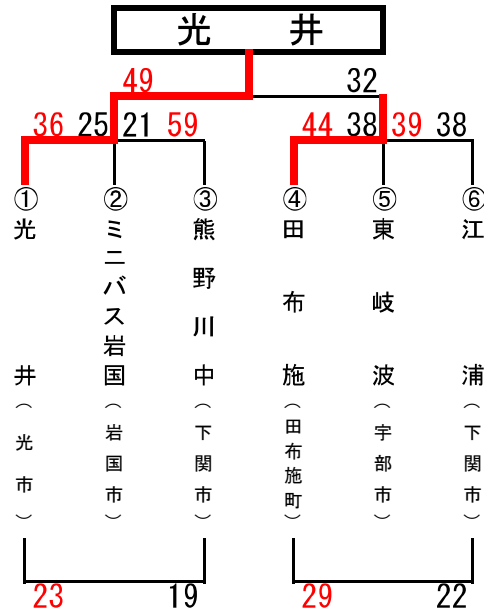 光 井
49 32
36 25 21 59 44 38 39 38
① ② ③ ④ ⑤ ⑥
光井（光市）
ミニバス岩国（岩国市）
熊野川中（下関市）
田布施（田布施町）
東岐波（宇部市）
江浦（下関市）
23 19 29 22